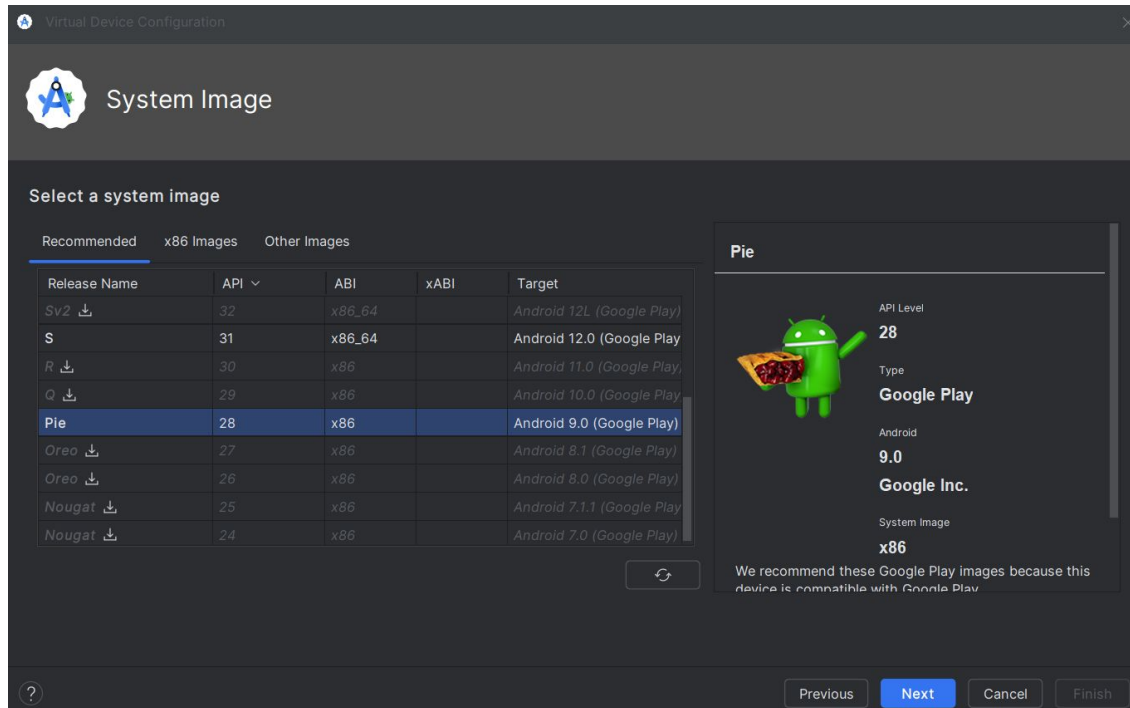 Virtual Device Configuration
System Image
Select a system image
Recommended x86 Images Other Images
Release Name API ABI xABI Target
Sv2 32 x86_64 Android 12L (Google Play)
S 31 x86_64 Android 12.0 (Google Play
R 30 x86 Android 11.0 (Google Play)
Q 29 x86 Android 10.0 (Google Play
Pie 28 x86 Android 9.0 (Google Play)
Oreo 27 x86 Android 8.1 (Google Play)
Oreo 26 x86 Android 8.0 (Google Play)
Nougat 25 x86 Android 7.1.1 (Google Play
Nougat 24 x86 Android 7.0 (Google Play)
Pie
API Level
28
Type
Google Play
Android
9.0
Google Inc.
System Image
x86
We recommend these Google Play images because this
device is compatible with Google Play
? Previous Next Cancel Finish